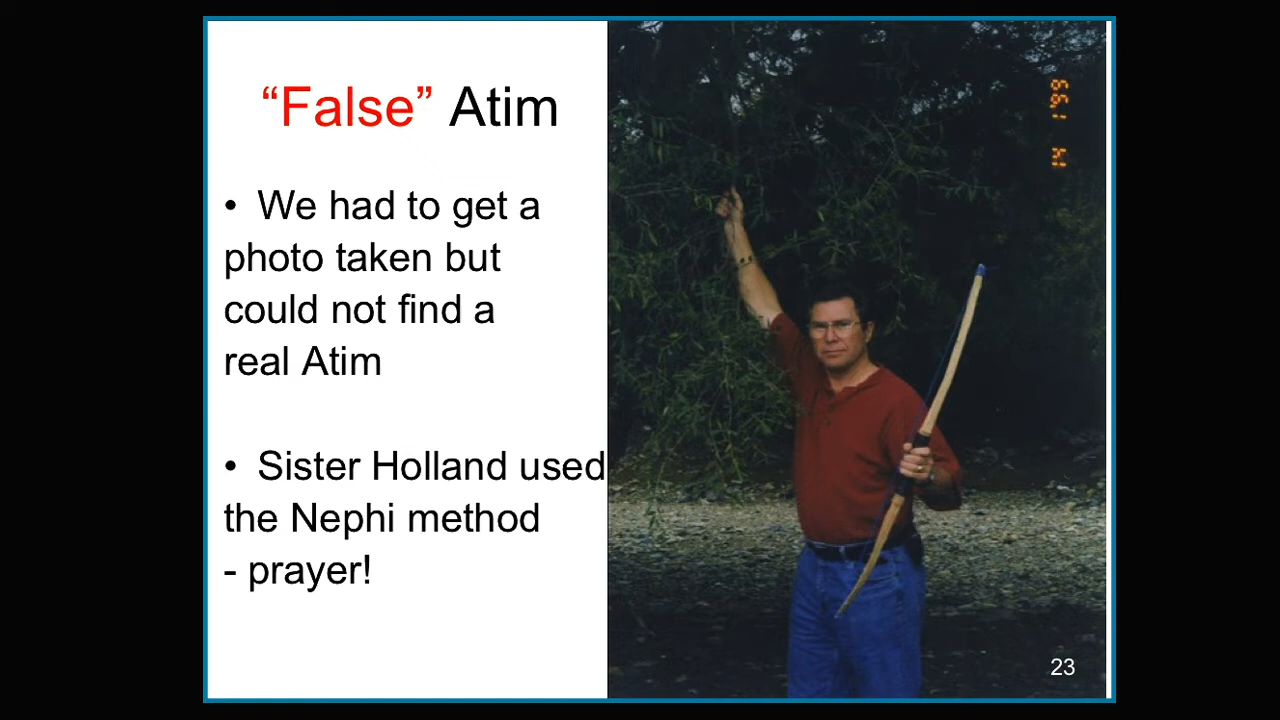 “False” Atim
• We had to get a
photo taken but
could not find a
real Atim
• Sister Holland used
the Nephi method
- prayer!
23